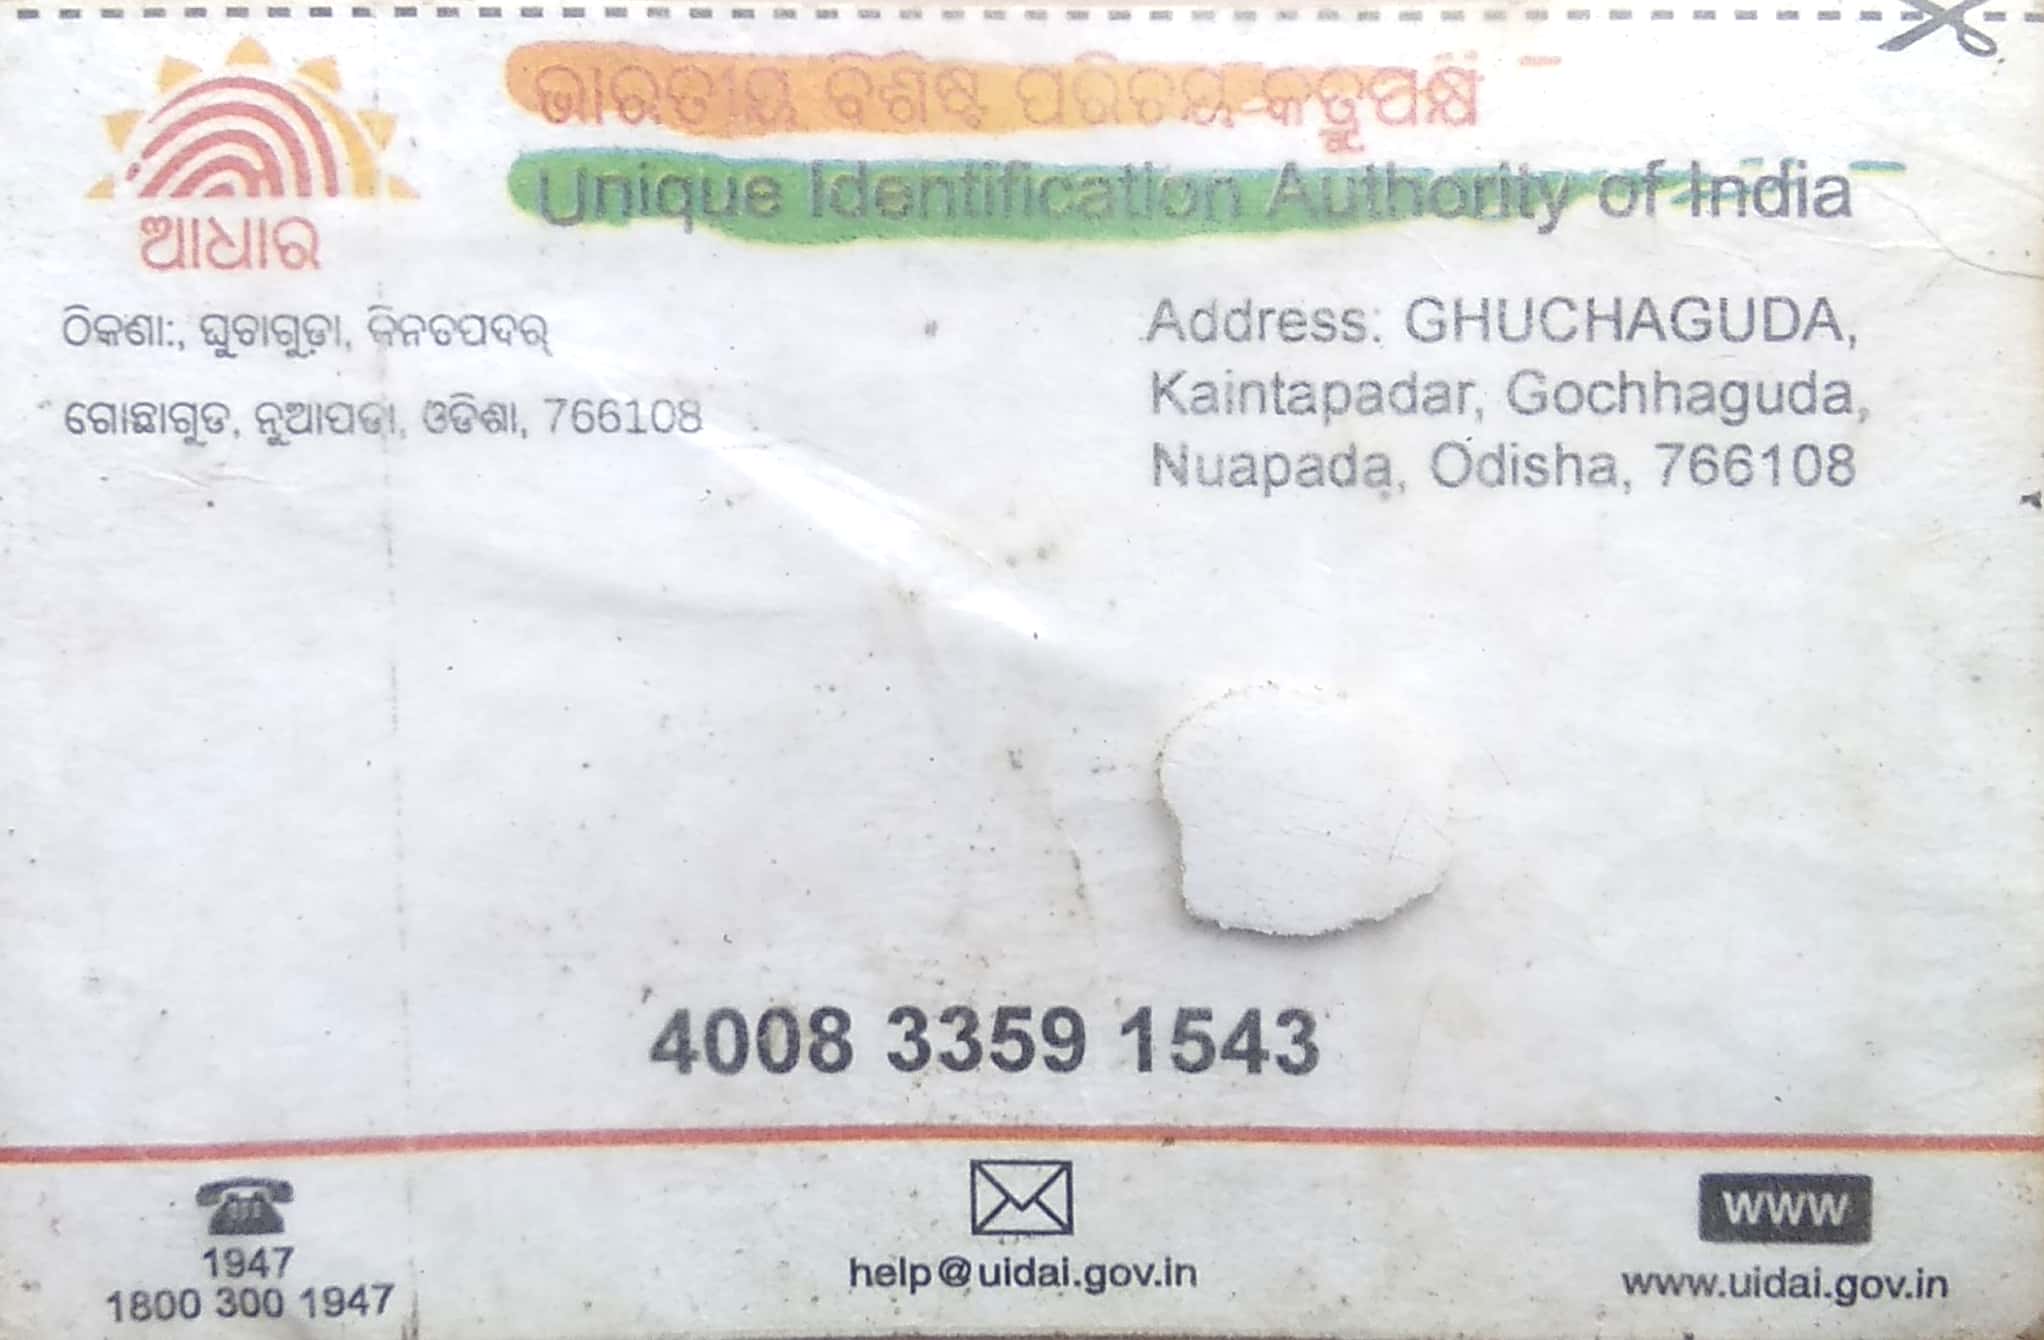 ଭାରତୀୟ ବିଶିଷ୍ଟ ପରିଚୟ କର୍ତ୍ତୃପକ୍ଷ
Unique Identification Authority of India
ଆଧାର
ଠିକଣା:, ଘୁଚାଗୁଡ଼ା, କିନତପଦର୍
ଗୋଛାଗୁଡ, ନୁଆପଡା, ଓଡିଶା, 766108
Address: GHUCHAGUDA,
Kaintapadar, Gochhaguda,
Nuapada, Odisha, 766108
4008 3359 1543
1947
1800 300 1947
help@uidai.gov.in
www
www.uidai.gov.in